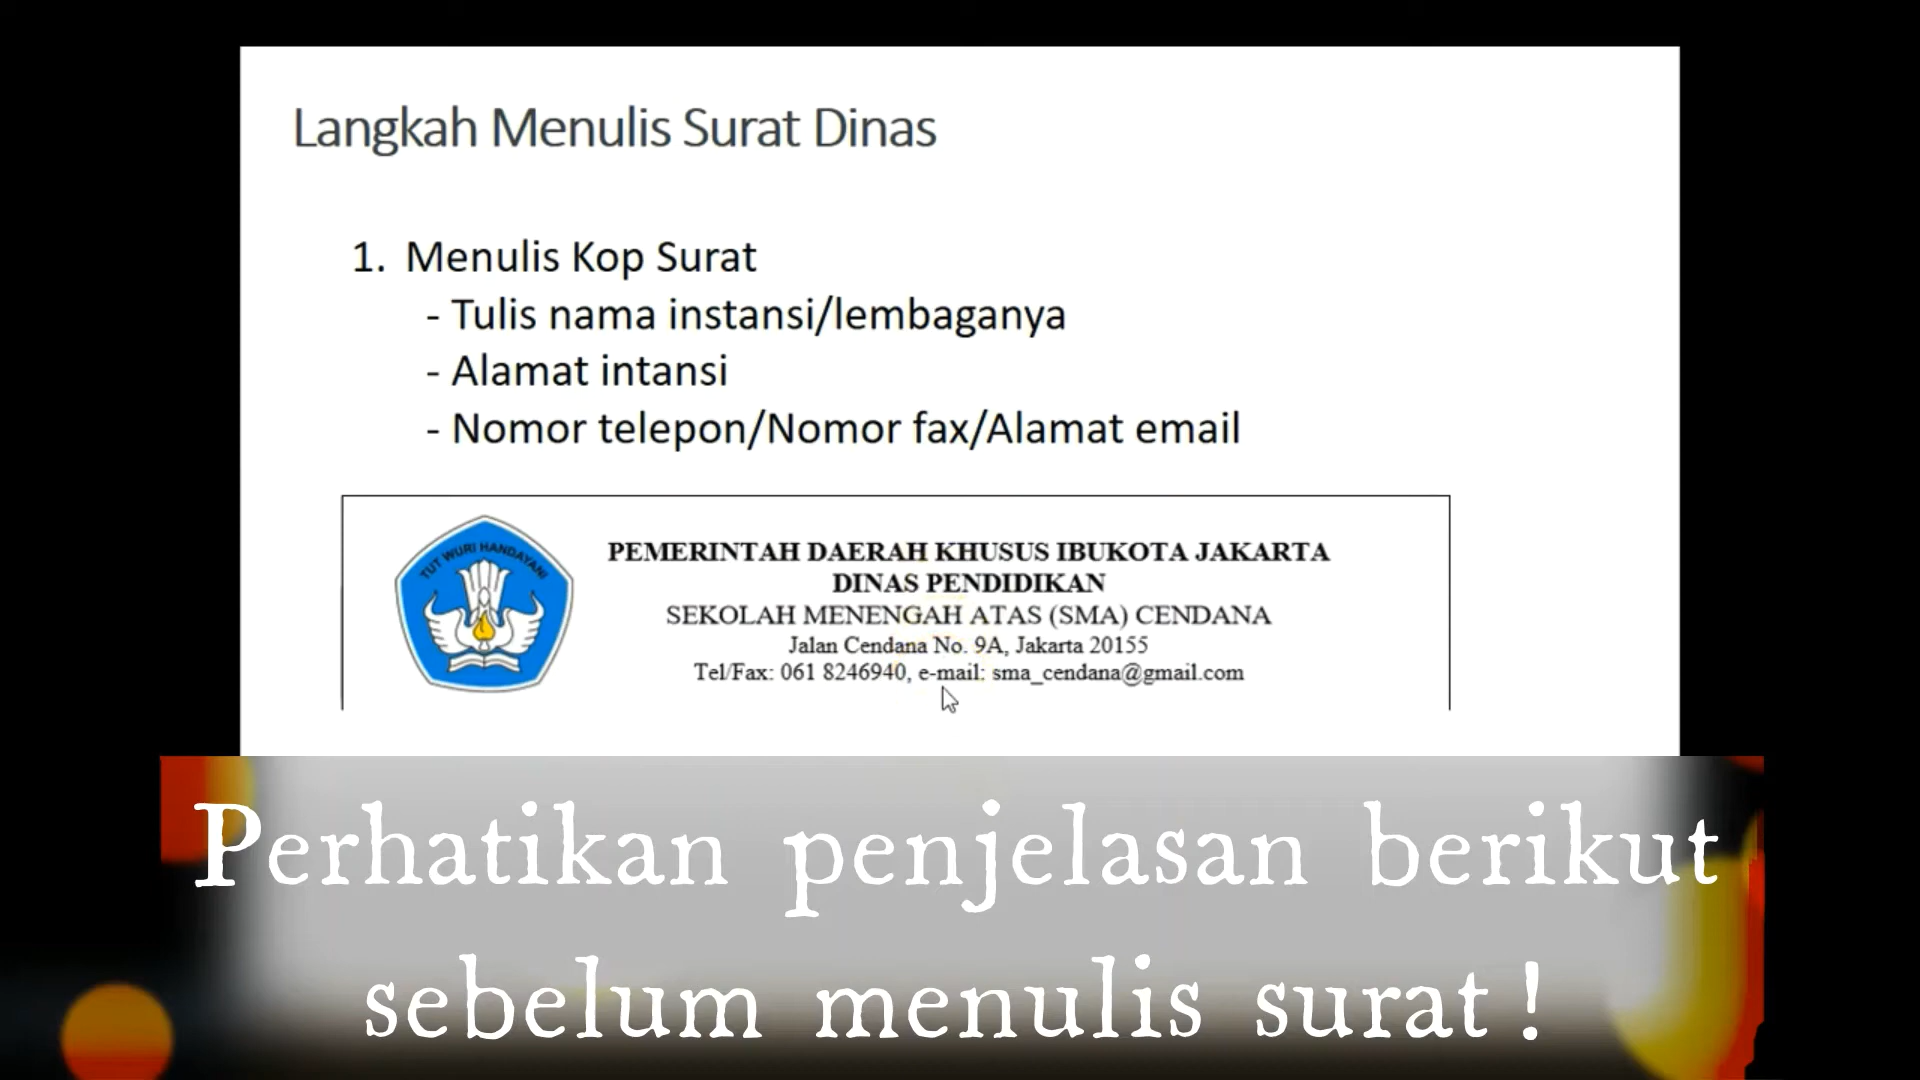 Langkah Menulis Surat Dinas
1. Menulis Kop Surat
- Tulis nama instansi/lembaganya
- Alamat intansi
- Nomor telepon/Nomor fax/Alamat email
TUT WURI HANDAYANI
PEMERINTAH DAERAH KHUSUS IBUKOTA JAKARTA
DINAS PENDIDIKAN
SEKOLAH MENENGAH ATAS (SMA) CENDANA
Jalan Cendana No. 9A, Jakarta 20155
Tel/Fax: 061 8246940, e-mail: sma_cendana@gmail.com
Perhatikan penjelasan berikut
sebelum menulis surat !